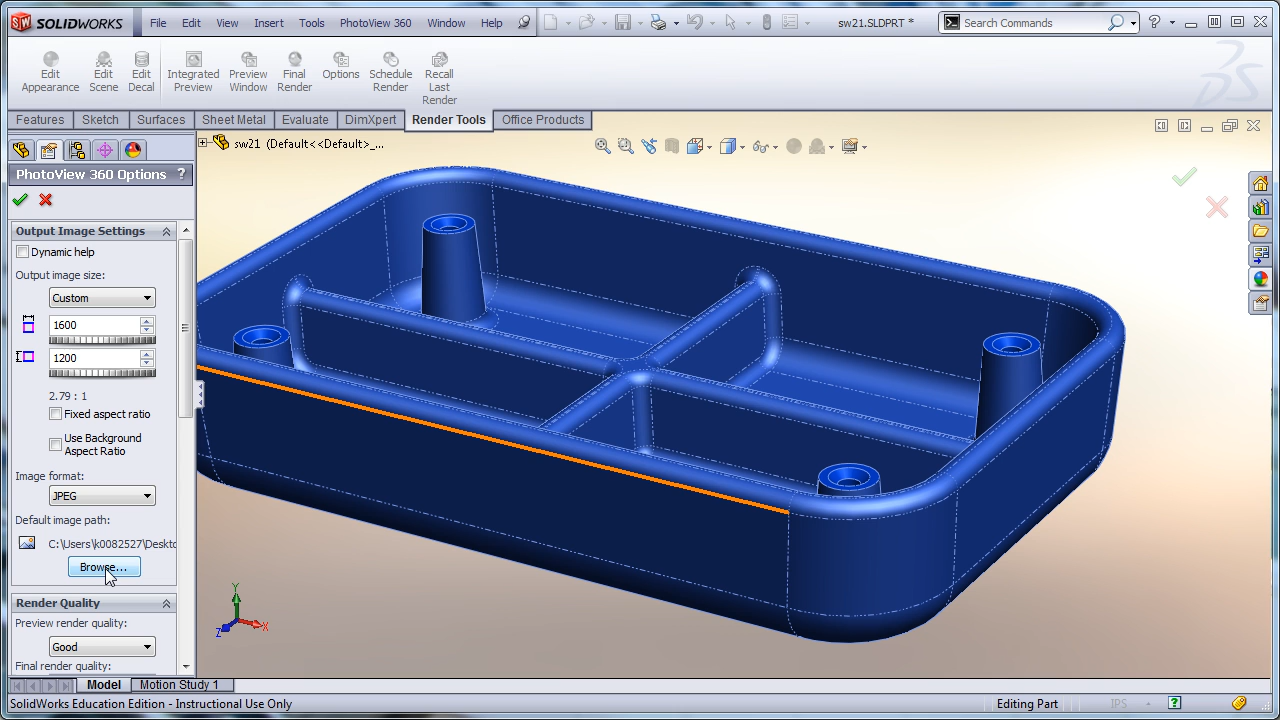 SOLIDWORKS File Edit View Insert Tools PhotoView 360 Window Help sw21.SLDPRT * Search Commands ?
Edit Appearance
Edit Scene
Edit Decal
Integrated Preview
Preview Window
Final Render
Options
Schedule Render
Recall Last Render
Features Sketch Surfaces Sheet Metal Evaluate DimXpert Render Tools Office Products
sw21 (Default<<Default>_...
PhotoView 360 Options ?
Output Image Settings
Dynamic help
Output image size:
Custom
1600
1200
2.79 : 1
Fixed aspect ratio
Use Background
Aspect Ratio
Image format:
JPEG
Default image path:
C:\Users\k0082527\Deskto
Browse...
Render Quality
Preview render quality:
Good
Final render quality:
Y
X
Z
Model Motion Study 1
SolidWorks Education Edition - Instructional Use Only Editing Part IPS ?